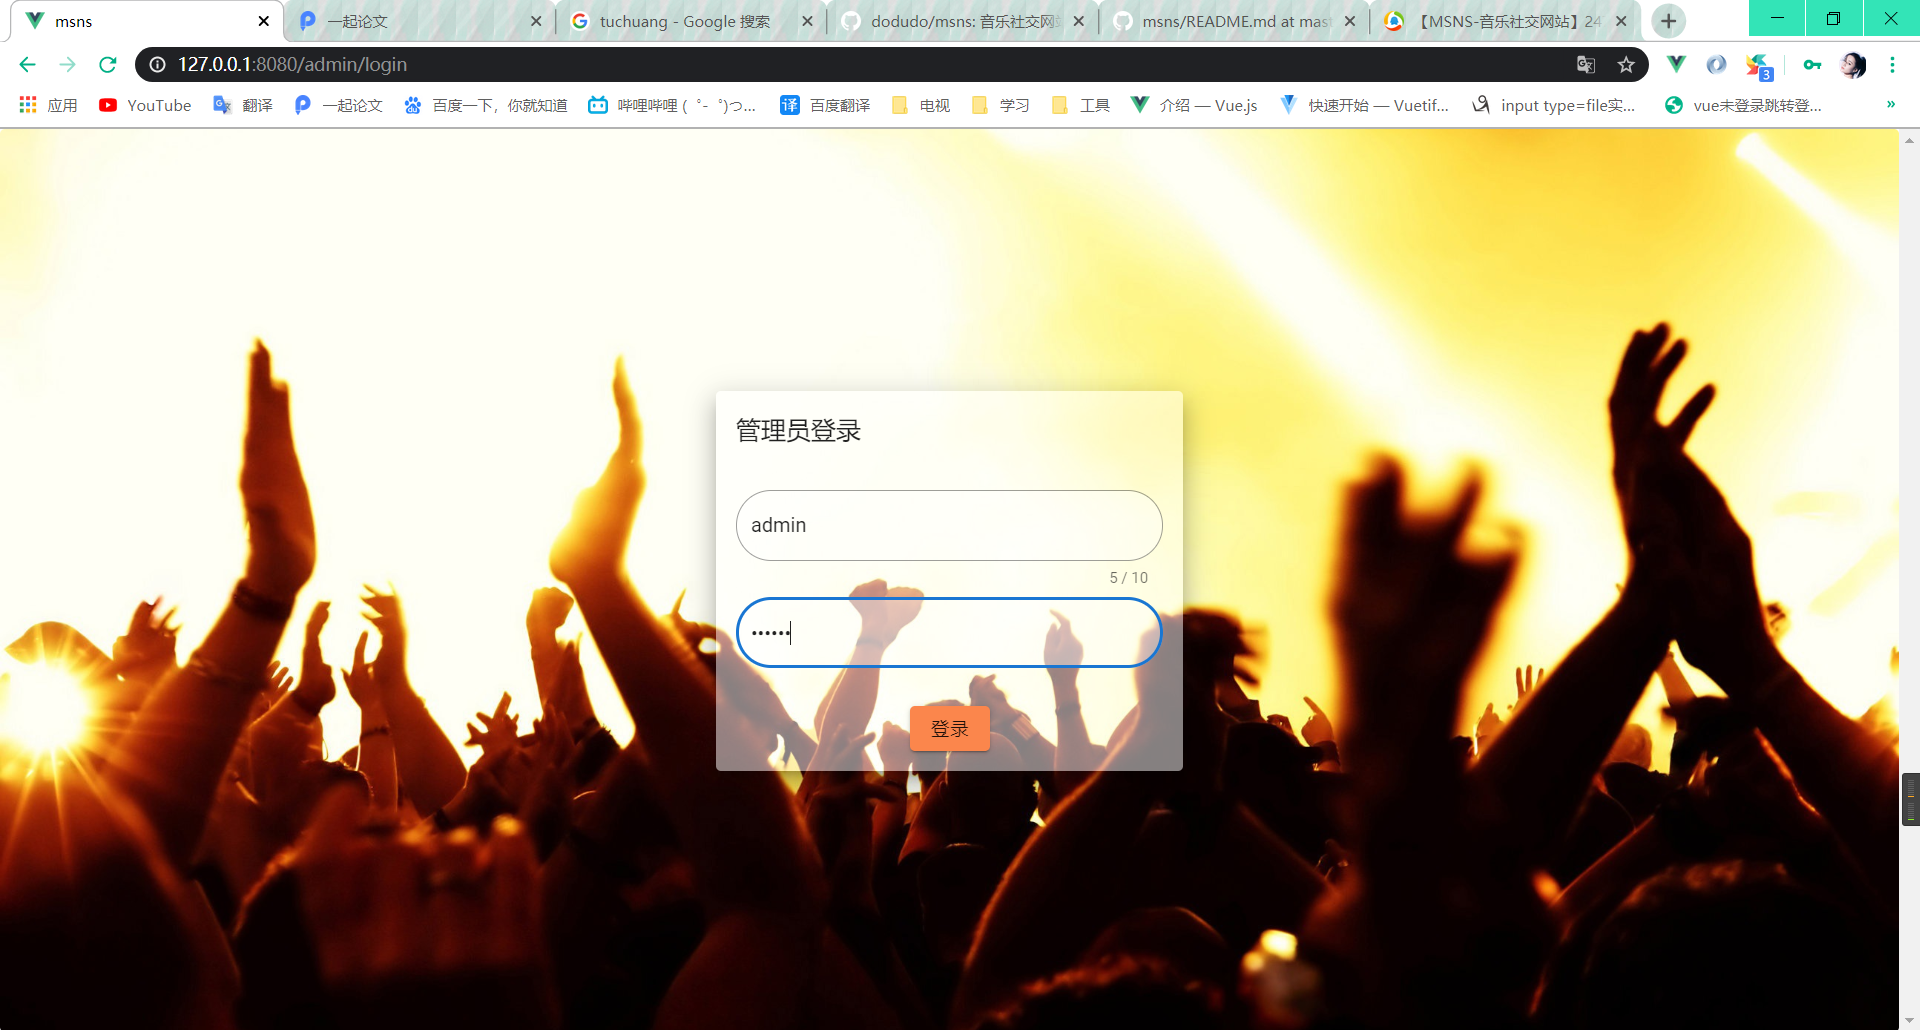 msns
一起论文
tuchuang - Google 搜索
dodudo/msns: 音乐社交网站
msns/README.md at mast
【MSNS-音乐社交网站】24
127.0.0.1:8080/admin/login
3
应用
YouTube
翻译
一起论文
百度一下，你就知道
哔哩哔哩 ( ゜- ゜)つ...
百度翻译
电视
学习
工具
介绍 — Vue.js
快速开始 — Vuetif...
input type=file实...
vue未登录跳转登...
»
管理员登录
admin
5 / 10
••••••
登录